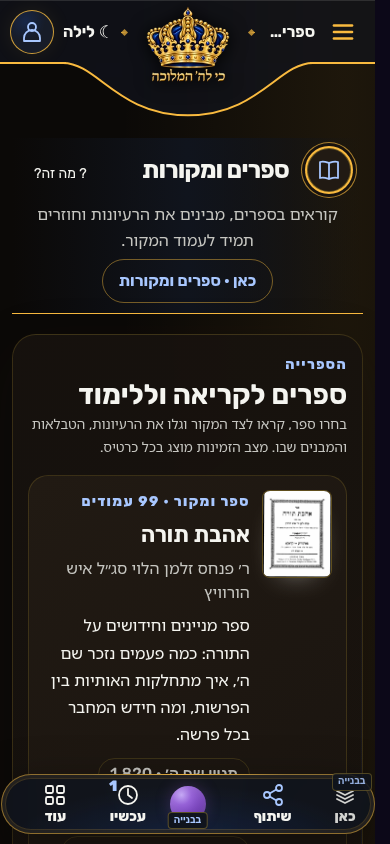 ספרי...
☾ לילה
כי לה' המלוכה
ספרים ומקורות
? מה זה?
קוראים בספרים, מבינים את הרעיונות וחוזרים
תמיד לעמוד המקור.
כאן • ספרים ומקורות
הספרייה
ספרים לקריאה וללימוד
בחרו ספר, קראו לצד המקור וגלו את הרעיונות, הטבלאות
והמבנים שבו. מצב הזמינות מוצג בכל כרטיס.
ספר ומקור • 99 עמודים
אהבת תורה
אהבת תורה
ר׳ פנחס זלמן הלוי סג״ל איש
הורוויץ
ספר מניינים וחידושים על
התורה: כמה פעמים נזכר שם
ה׳, איך מתחלקות האותיות בין
הפרשות, ומה חידש המחבר
בכל פרשה.
בבנייה
כאן
שיתוף
בבנייה
1
עכשיו
עוד